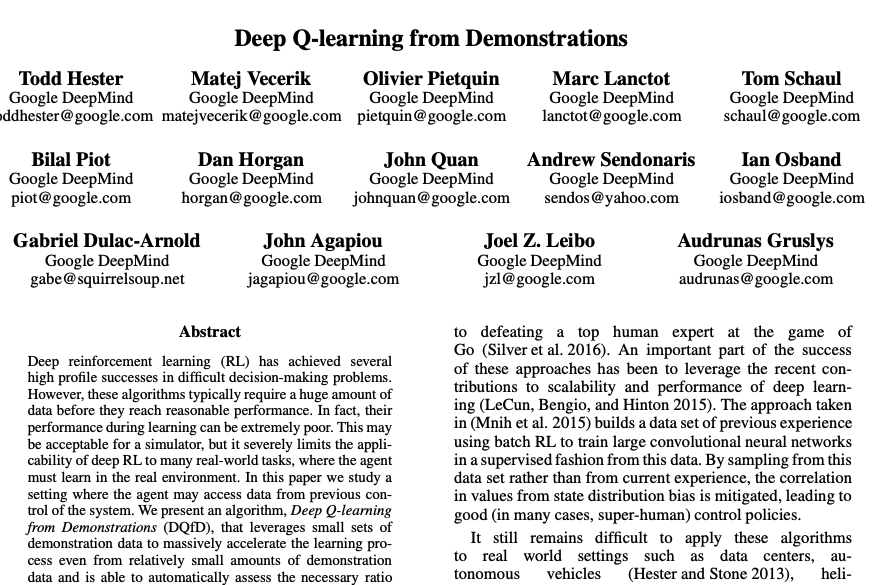 Deep Q-learning from Demonstrations
Todd Hester Matej Vecerik Olivier Pietquin Marc Lanctot Tom Schaul
Google DeepMind Google DeepMind Google DeepMind Google DeepMind Google DeepMind
oddhester@google.com matejvecerik@google.com pietquin@google.com lanctot@google.com schaul@google.com
Bilal Piot Dan Horgan John Quan Andrew Sendonaris Ian Osband
Google DeepMind Google DeepMind Google DeepMind Google DeepMind Google DeepMind
piot@google.com horgan@google.com johnquan@google.com sendos@yahoo.com iosband@google.com
Gabriel Dulac-Arnold John Agapiou Joel Z. Leibo Audrunas Gruslys
Google DeepMind Google DeepMind Google DeepMind Google DeepMind
gabe@squirrelsoup.net jagapiou@google.com jzl@google.com audrunas@google.com
Abstract
Deep reinforcement learning (RL) has achieved several
high profile successes in difficult decision-making problems.
However, these algorithms typically require a huge amount of
data before they reach reasonable performance. In fact, their
performance during learning can be extremely poor. This may
be acceptable for a simulator, but it severely limits the appli-
cability of deep RL to many real-world tasks, where the agent
must learn in the real environment. In this paper we study a
setting where the agent may access data from previous con-
trol of the system. We present an algorithm, Deep Q-learning
from Demonstrations (DQfD), that leverages small sets of
demonstration data to massively accelerate the learning pro-
cess even from relatively small amounts of demonstration
data and is able to automatically assess the necessary ratio
to defeating a top human expert at the game of
Go (Silver et al. 2016). An important part of the success
of these approaches has been to leverage the recent con-
tributions to scalability and performance of deep learn-
ing (LeCun, Bengio, and Hinton 2015). The approach taken
in (Mnih et al. 2015) builds a data set of previous experience
using batch RL to train large convolutional neural networks
in a supervised fashion from this data. By sampling from this
data set rather than from current experience, the correlation
in values from state distribution bias is mitigated, leading to
good (in many cases, super-human) control policies.
It still remains difficult to apply these algorithms
to real world settings such as data centers, au-
tonomous vehicles (Hester and Stone 2013), heli-